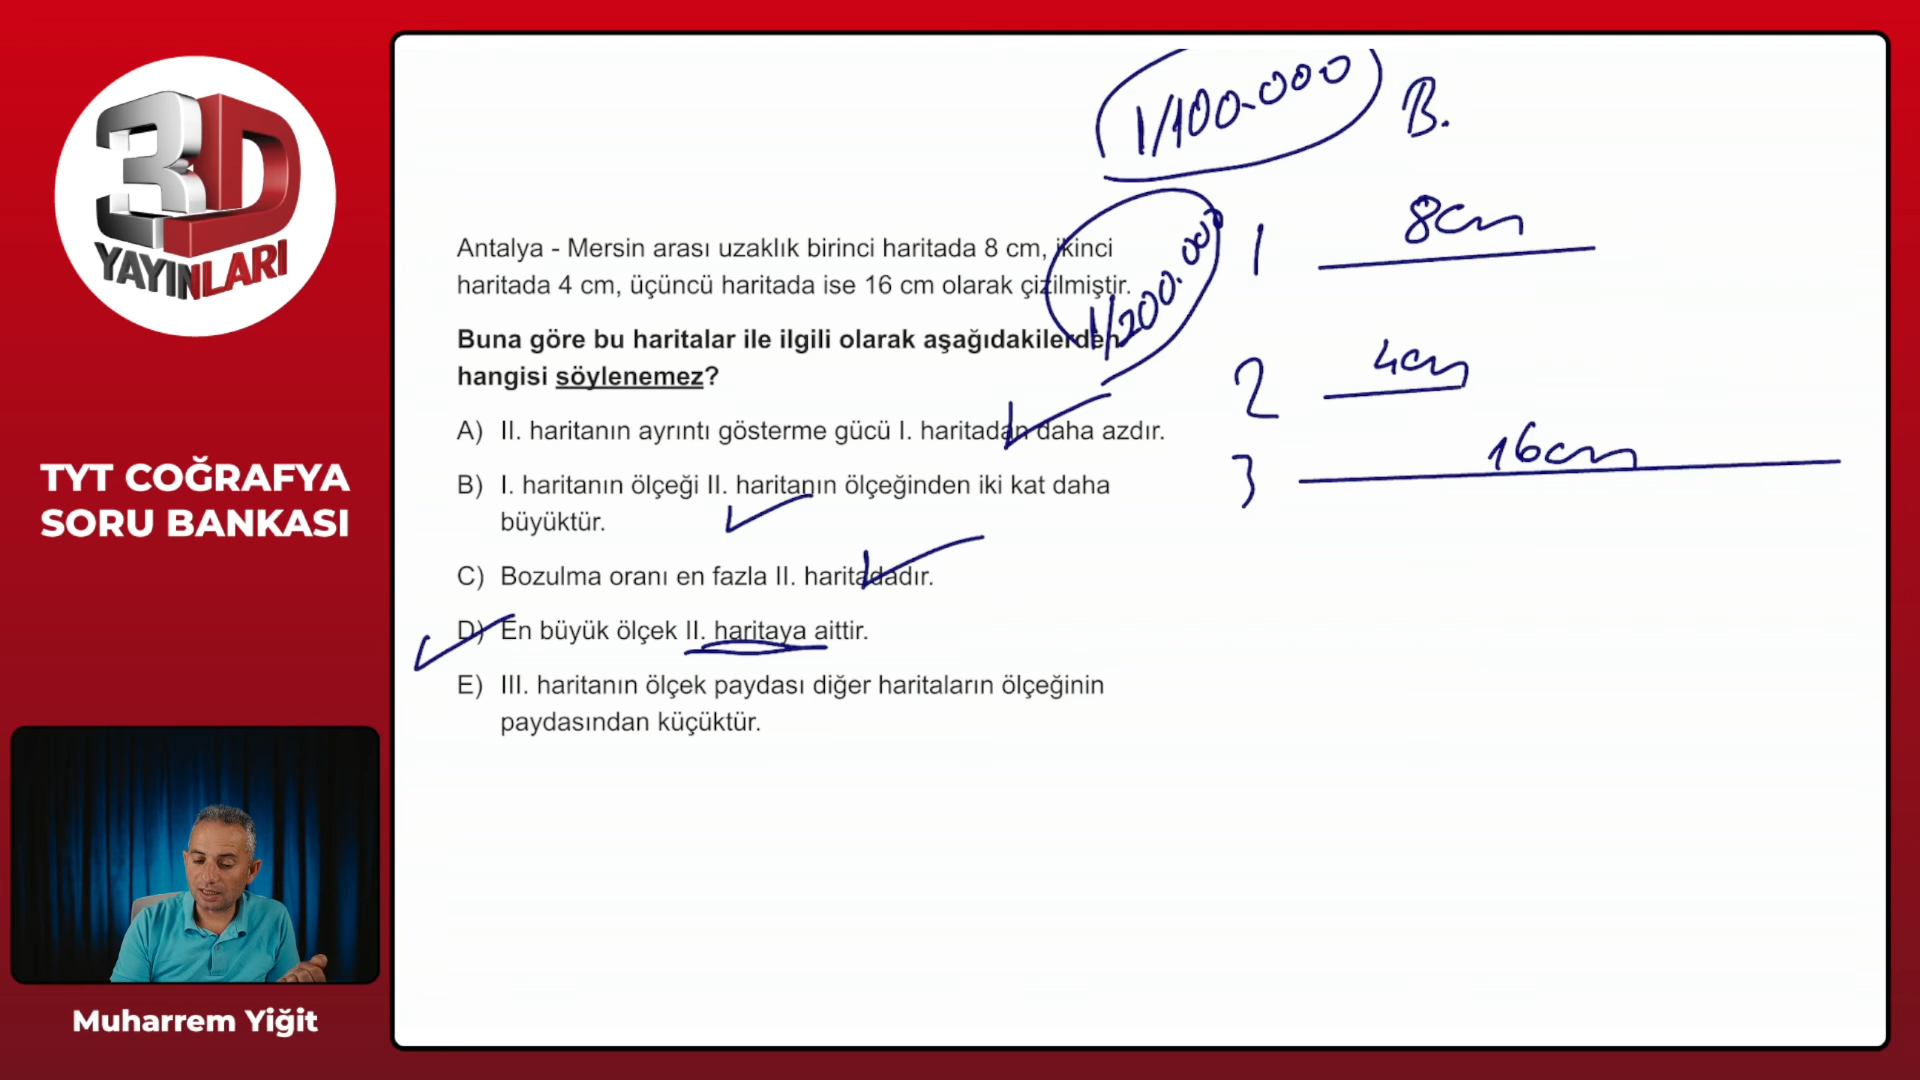 3D
YAYINLARI
TYT COĞRAFYA
SORU BANKASI
Muharrem Yiğit
1/100.000 B.
1/200.000
Antalya - Mersin arası uzaklık birinci haritada 8 cm, ikinci
haritada 4 cm, üçüncü haritada ise 16 cm olarak çizilmiştir.
Buna göre bu haritalar ile ilgili olarak aşağıdakilerden
hangisi söylenemez?
A) II. haritanın ayrıntı gösterme gücü I. haritadan daha azdır.
B) I. haritanın ölçeği II. haritanın ölçeğinden iki kat daha
büyüktür.
C) Bozulma oranı en fazla II. haritadadır.
D) En büyük ölçek II. haritaya aittir.
E) III. haritanın ölçek paydası diğer haritaların ölçeğinin
paydasından küçüktür.
1 8cm
2 4cm
3 16cm